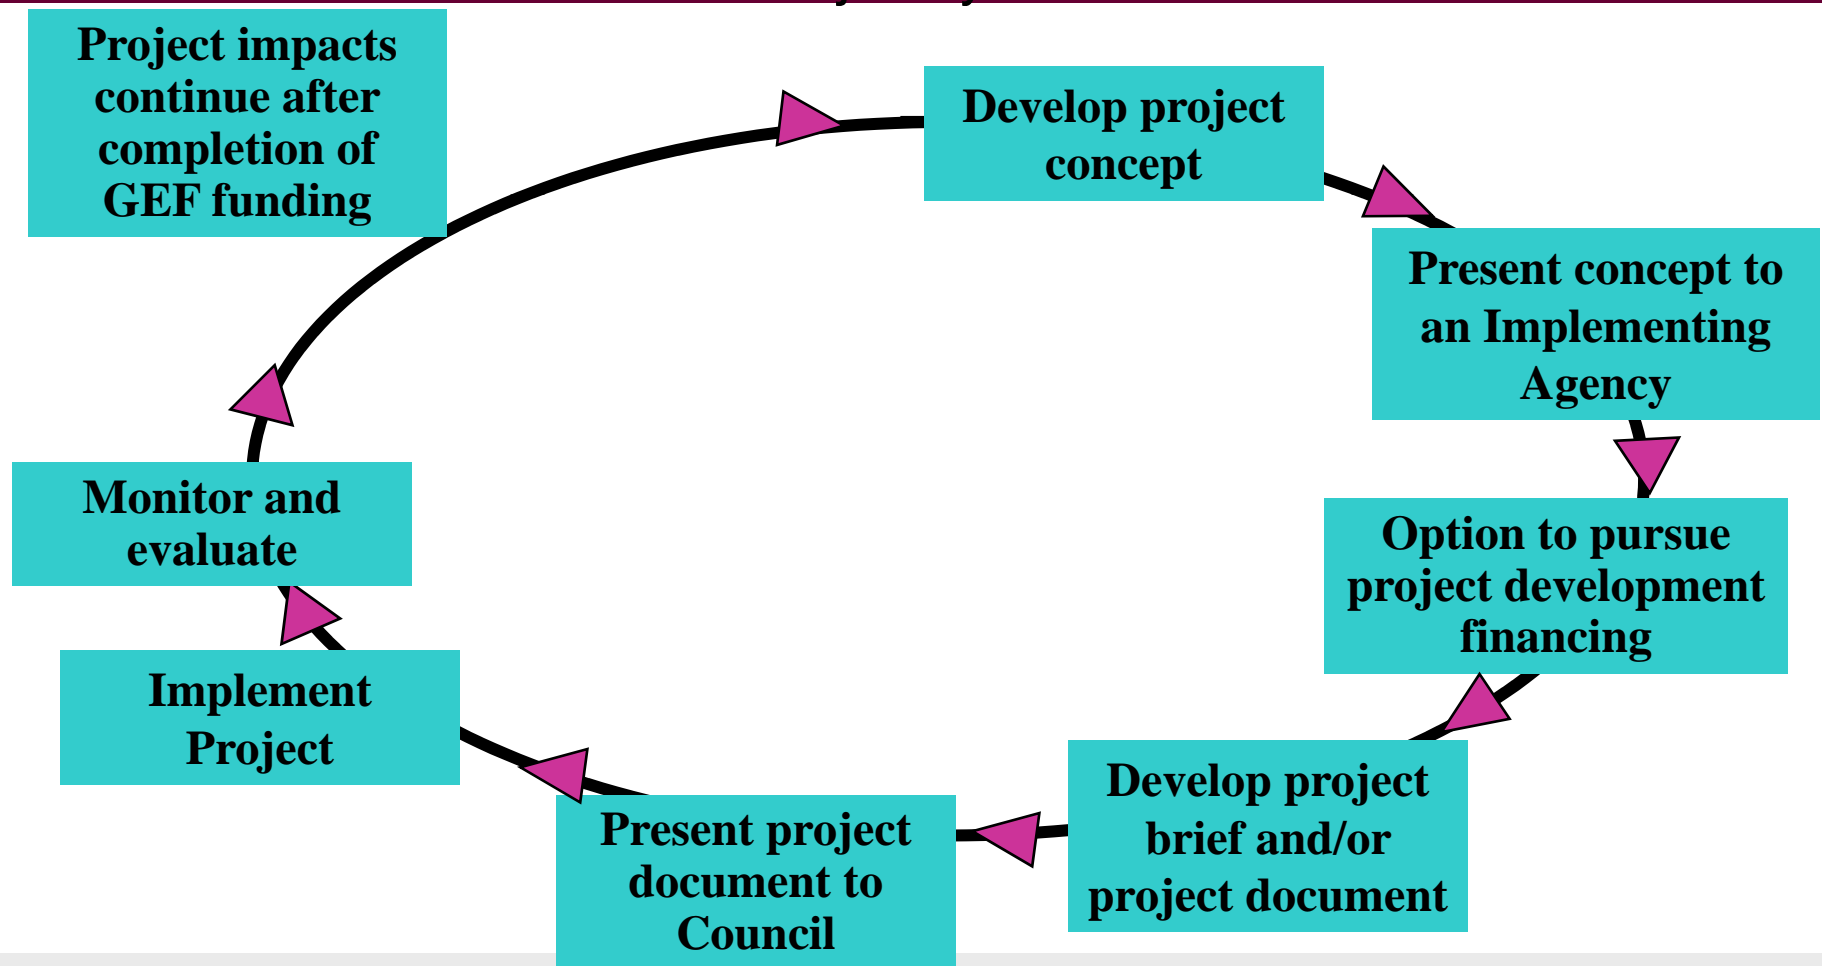 Project impacts
continue after
completion of
GEF funding
Develop project
concept
Present concept to
an Implementing
Agency
Option to pursue
project development
financing
Develop project
brief and/or
project document
Present project
document to
Council
Implement
Project
Monitor and
evaluate